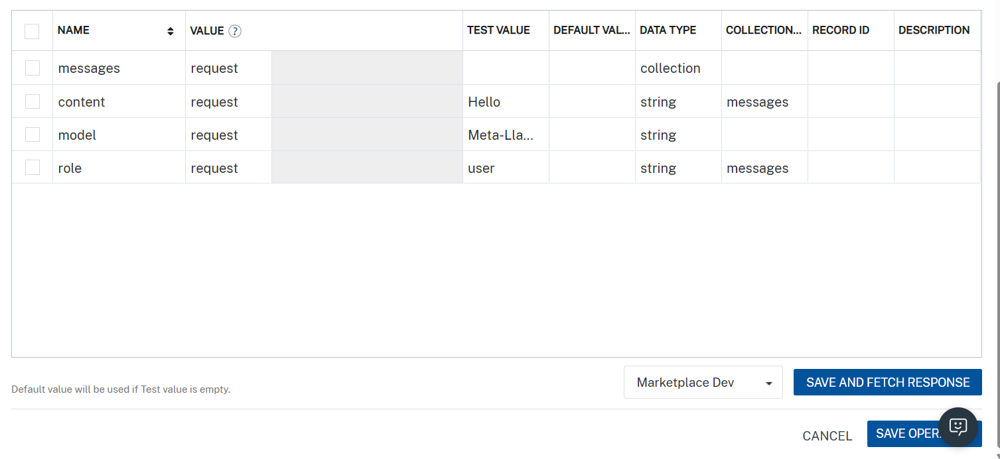 NAME VALUE ? TEST VALUE DEFAULT VAL... DATA TYPE COLLECTION... RECORD ID DESCRIPTION
messages request collection
content request Hello string messages
model request Meta-Lla... string
role request user string messages
Default value will be used if Test value is empty. Marketplace Dev SAVE AND FETCH RESPONSE
CANCEL SAVE OPER